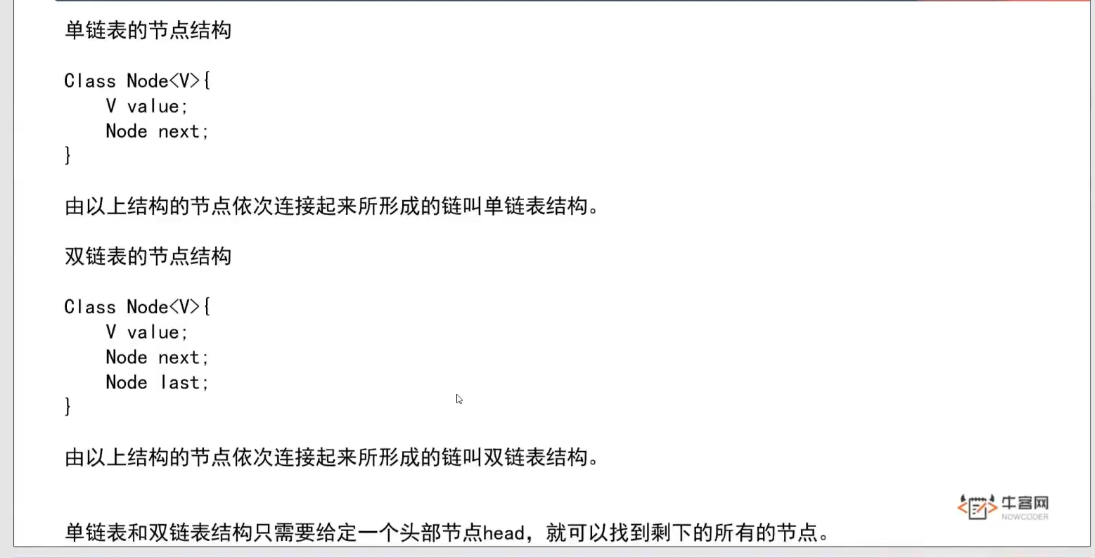 单链表的节点结构
Class Node<V>{
V value;
Node next;
}
由以上结构的节点依次连接起来所形成的链叫单链表结构。
双链表的节点结构
Class Node<V>{
V value;
Node next;
Node last;
}
由以上结构的节点依次连接起来所形成的链叫双链表结构。
牛客网
NOWCODER
单链表和双链表结构只需要给定一个头部节点head，就可以找到剩下的所有的节点。